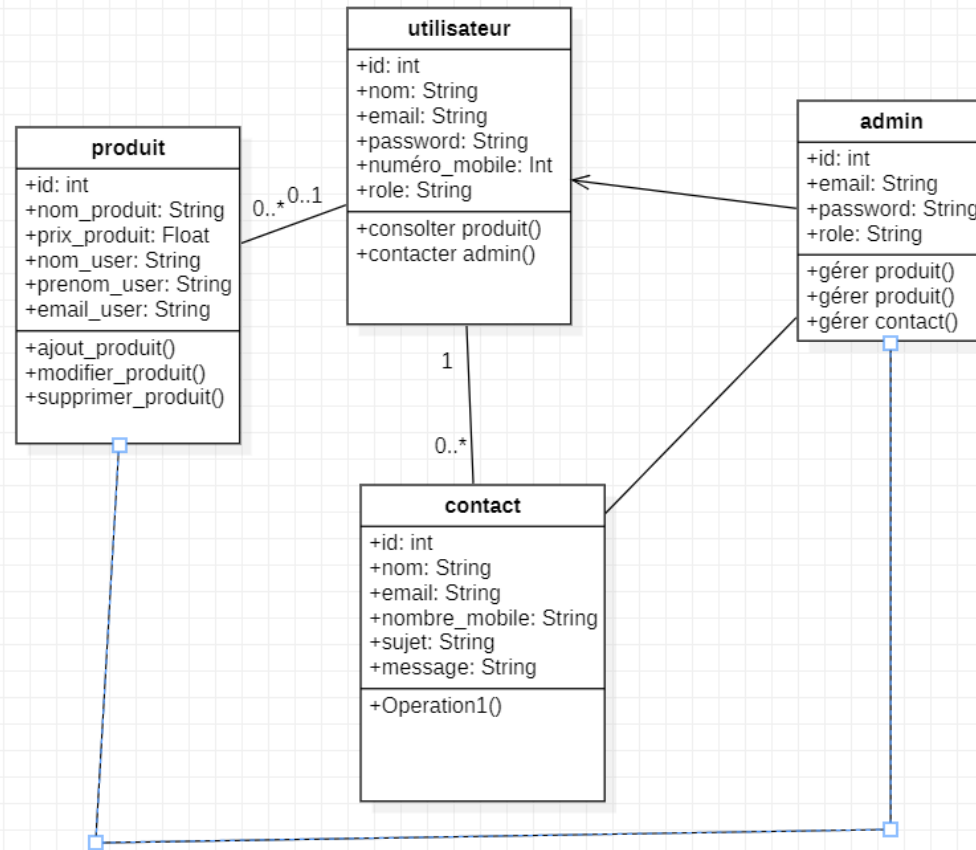 utilisateur
+id: int
+nom: String
+email: String
+password: String
+numéro_mobile: Int
+role: String
+consolter produit()
+contacter admin()
admin
+id: int
+email: String
+password: String
+role: String
+gérer produit()
+gérer produit()
+gérer contact()
produit
+id: int
+nom_produit: String
+prix_produit: Float
+nom_user: String
+prenom_user: String
+email_user: String
+ajout_produit()
+modifier_produit()
+supprimer_produit()
0..*
0..1
1
0..*
contact
+id: int
+nom: String
+email: String
+nombre_mobile: String
+sujet: String
+message: String
+Operation1()